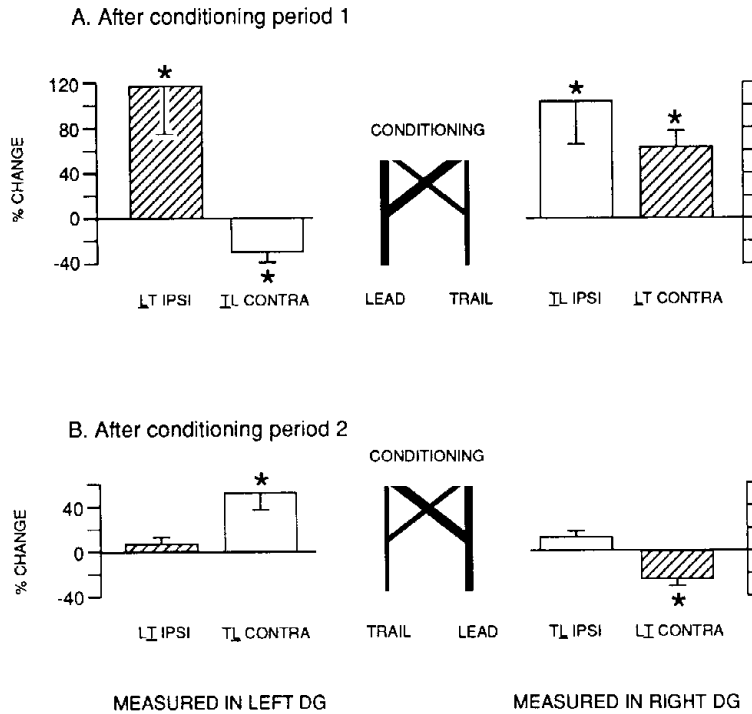 A. After conditioning period 1
120
80
40
0
-40
% CHANGE
*
*
CONDITIONING
*
*
LT IPSI
TL CONTRA
LEAD
TRAIL
TL IPSI
LT CONTRA
B. After conditioning period 2
CONDITIONING
40
0
-40
% CHANGE
*
*
LT IPSI
TL CONTRA
TRAIL
LEAD
TL IPSI
LT CONTRA
MEASURED IN LEFT DG
MEASURED IN RIGHT DG